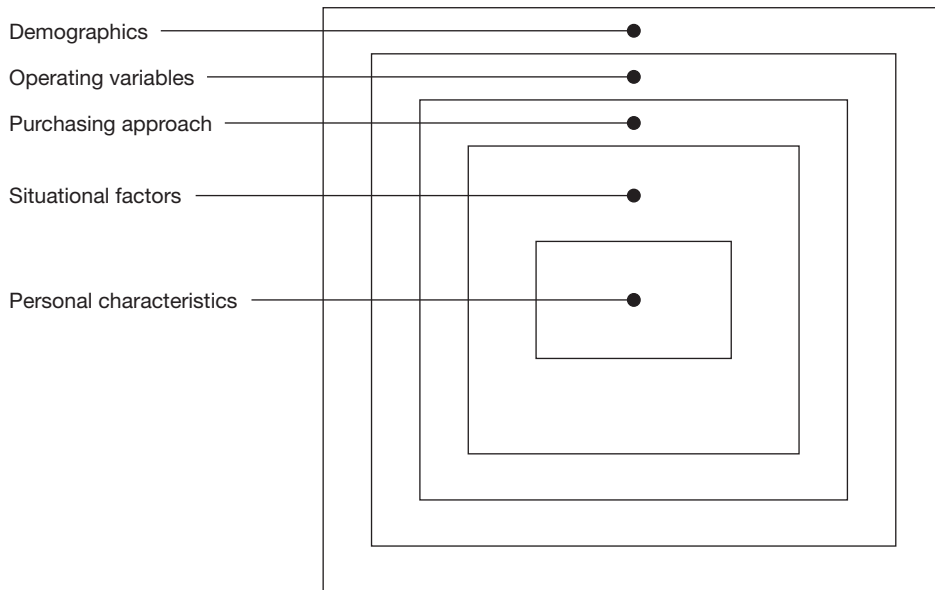 Demographics
Operating variables
Purchasing approach
Situational factors
Personal characteristics